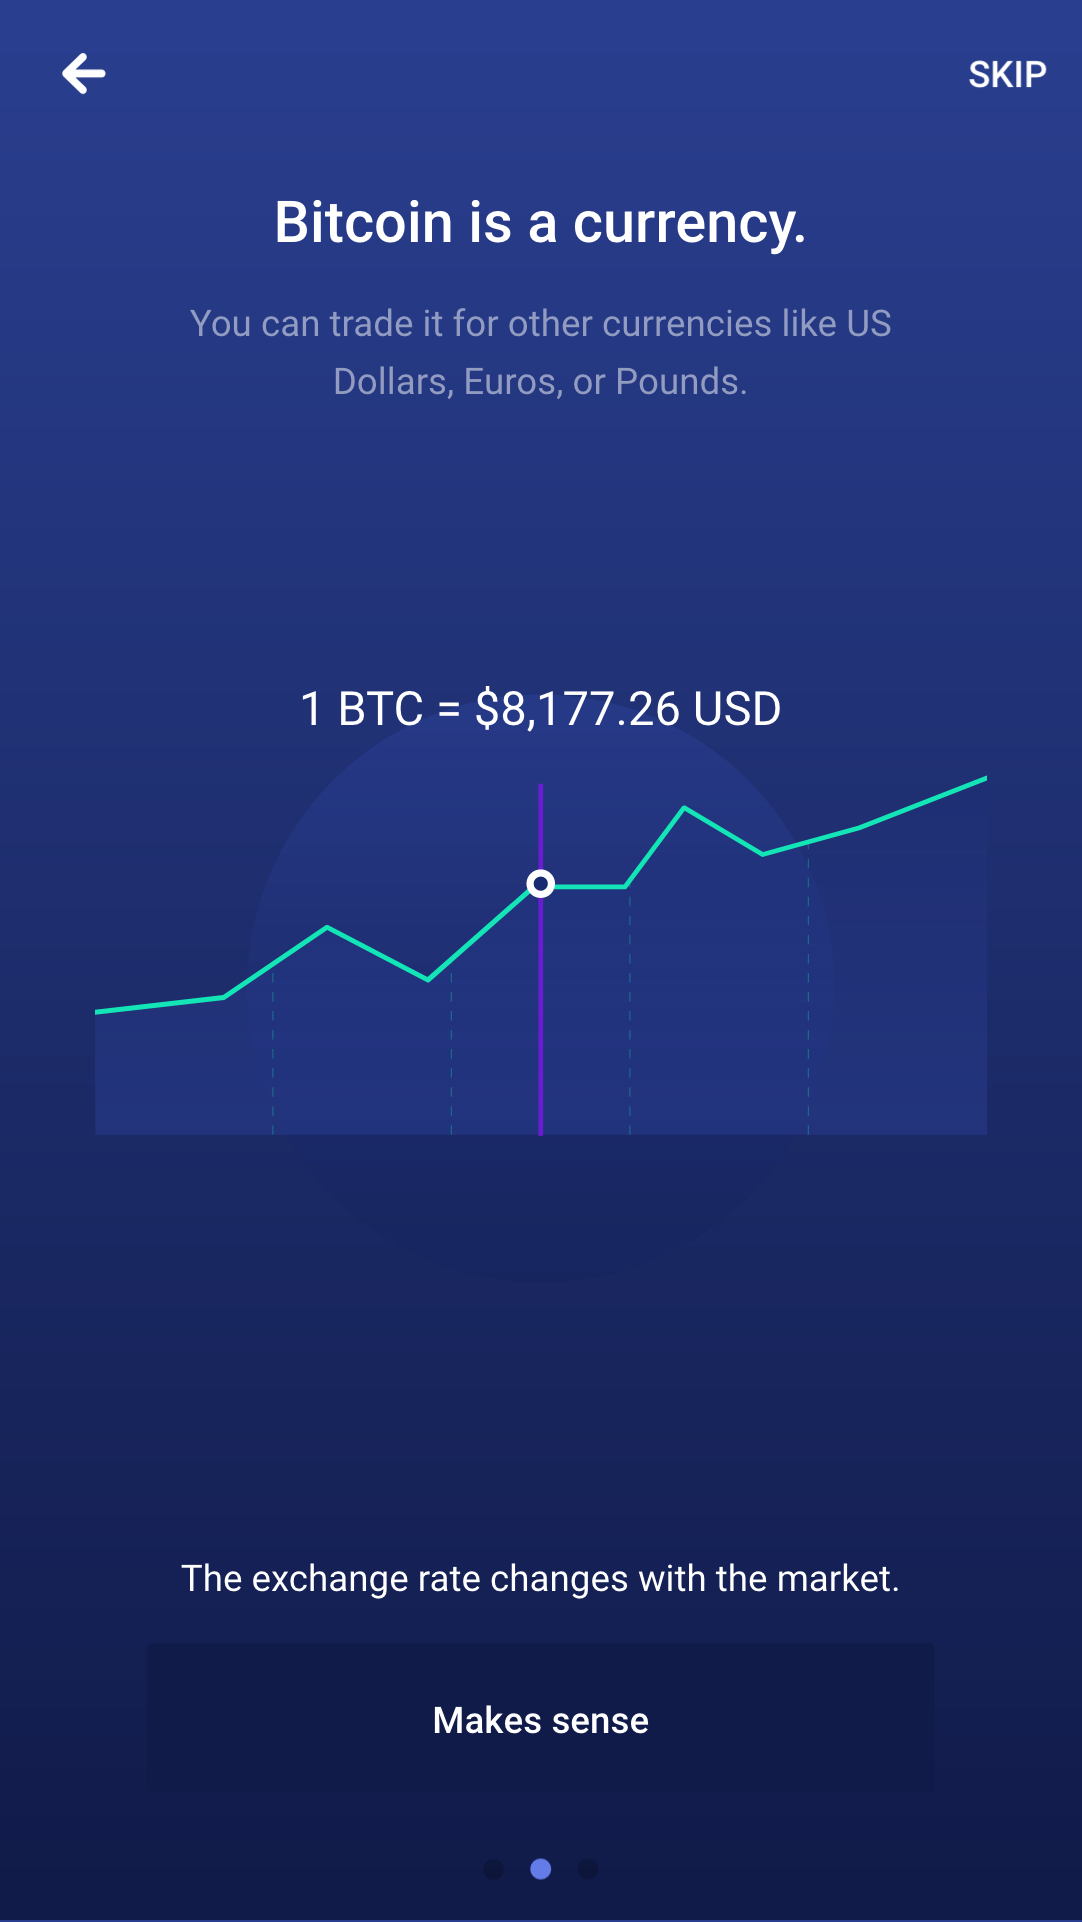 SKIP
Bitcoin is a currency.
You can trade it for other currencies like US
Dollars, Euros, or Pounds.
1 BTC = $8,177.26 USD
The exchange rate changes with the market.
Makes sense